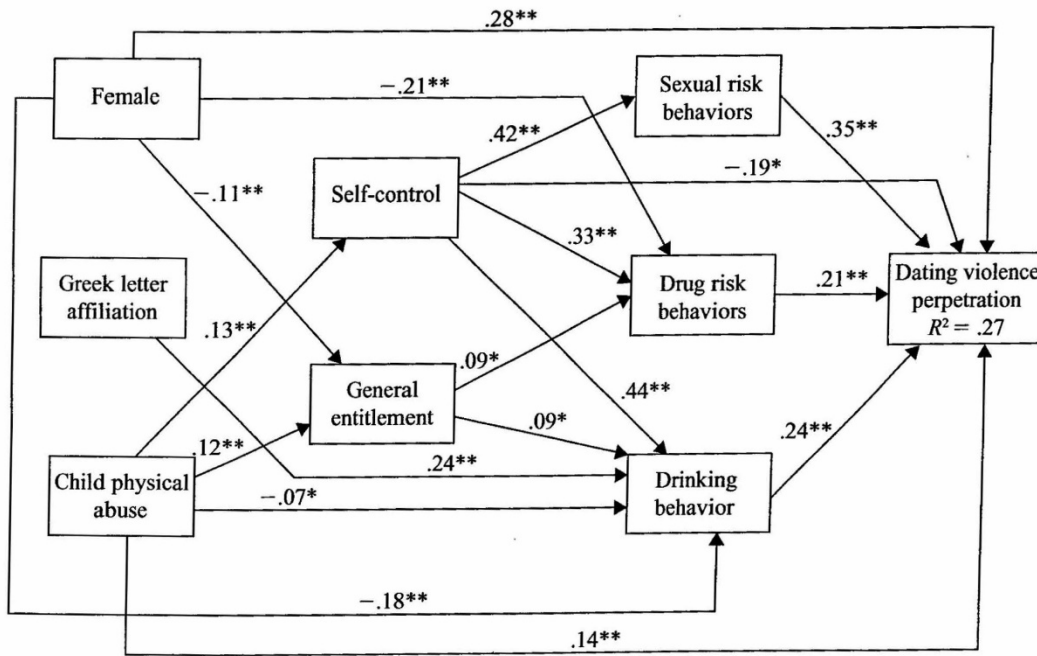 .28**
Female
−.21**
Sexual risk
behaviors
.42**
.35**
−.11**
Self-control
−.19*
.33**
Greek letter
affiliation
Drug risk
behaviors
.21**
Dating violence
perpetration
R² = .27
.13**
.09*
General
entitlement
.44**
.12**
.09*
.24**
Child physical
abuse
.24**
−.07*
Drinking
behavior
−.18**
.14**